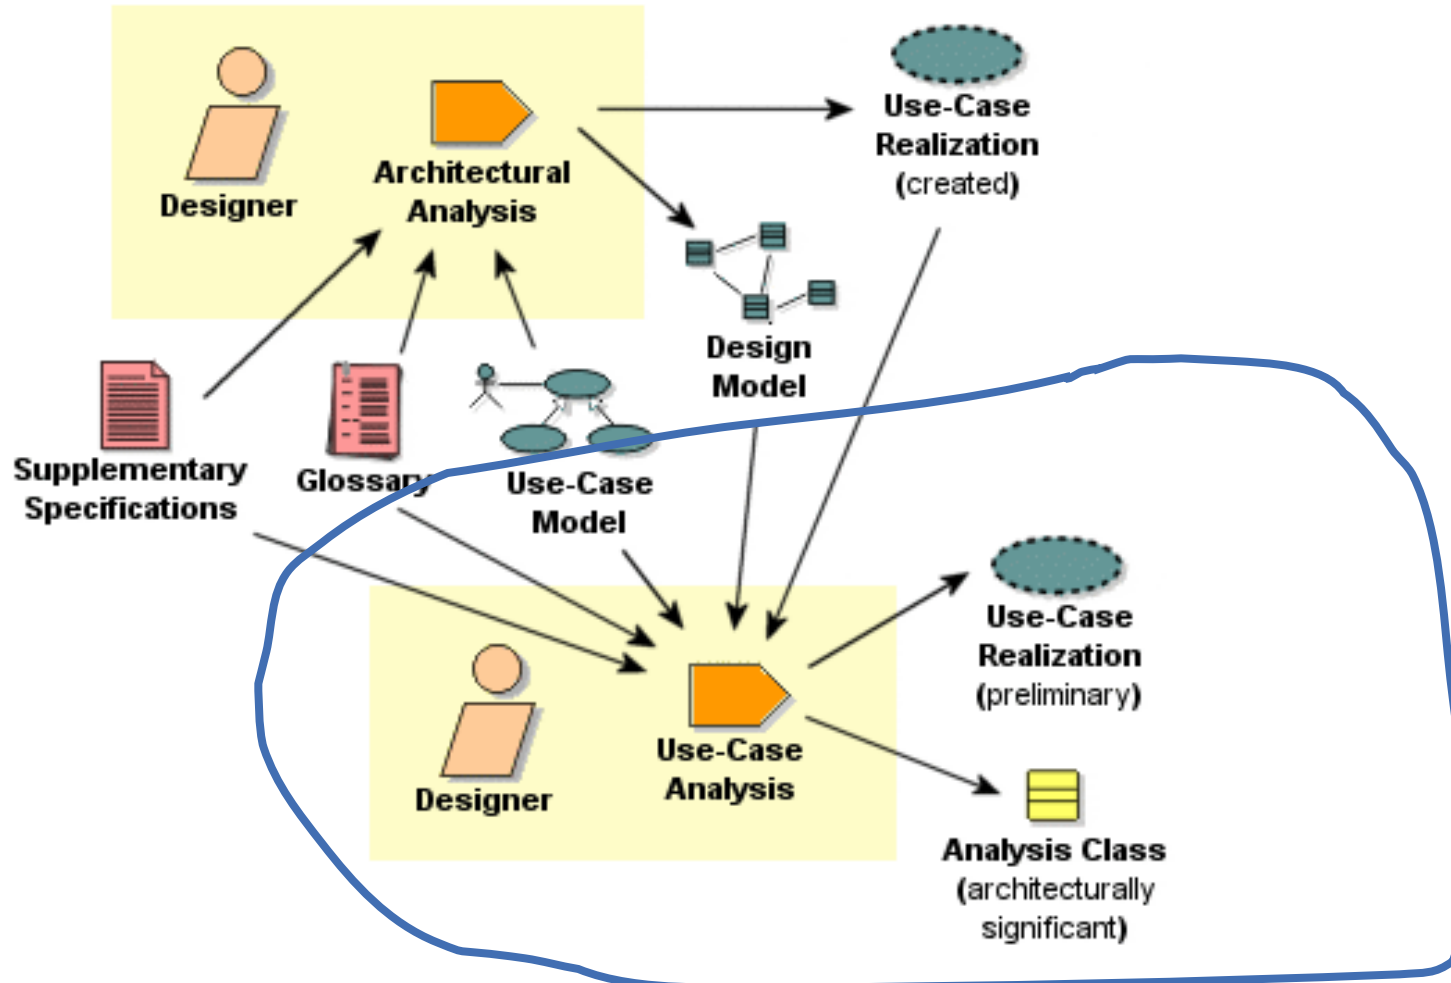 Designer
Architectural
Analysis
Use-Case
Realization
(created)
Design
Model
Supplementary
Specifications
Glossary
Use-Case
Model
Designer
Use-Case
Analysis
Use-Case
Realization
(preliminary)
Analysis Class
(architecturally
significant)